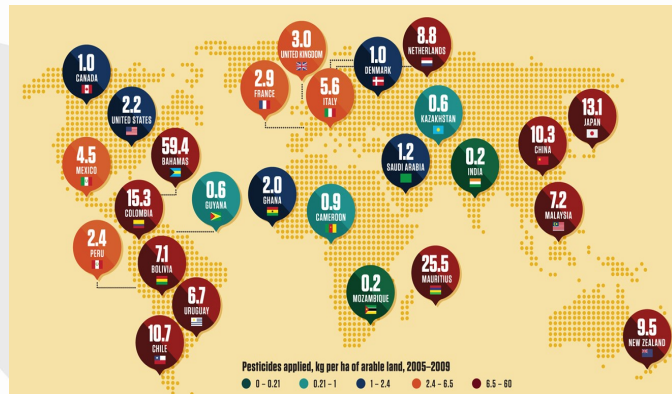 1.0
CANADA
2.2
UNITED STATES
4.5
MEXICO
59.4
BAHAMAS
15.3
COLOMBIA
0.6
GUYANA
2.4
PERU
7.1
BOLIVIA
6.7
URUGUAY
10.7
CHILE
3.0
UNITED KINGDOM
2.9
FRANCE
5.6
ITALY
1.0
DENMARK
8.8
NETHERLANDS
0.6
KAZAKHSTAN
1.2
SAUDI ARABIA
0.2
INDIA
2.0
GHANA
0.9
CAMEROON
0.2
MOZAMBIQUE
25.5
MAURITIUS
10.3
CHINA
13.1
JAPAN
7.2
MALAYSIA
9.5
NEW ZEALAND
Pesticides applied, kg per ha of arable land, 2005–2009
0 – 0.21
0.21 – 1
1 – 2.4
2.4 – 6.5
6.5 – 60